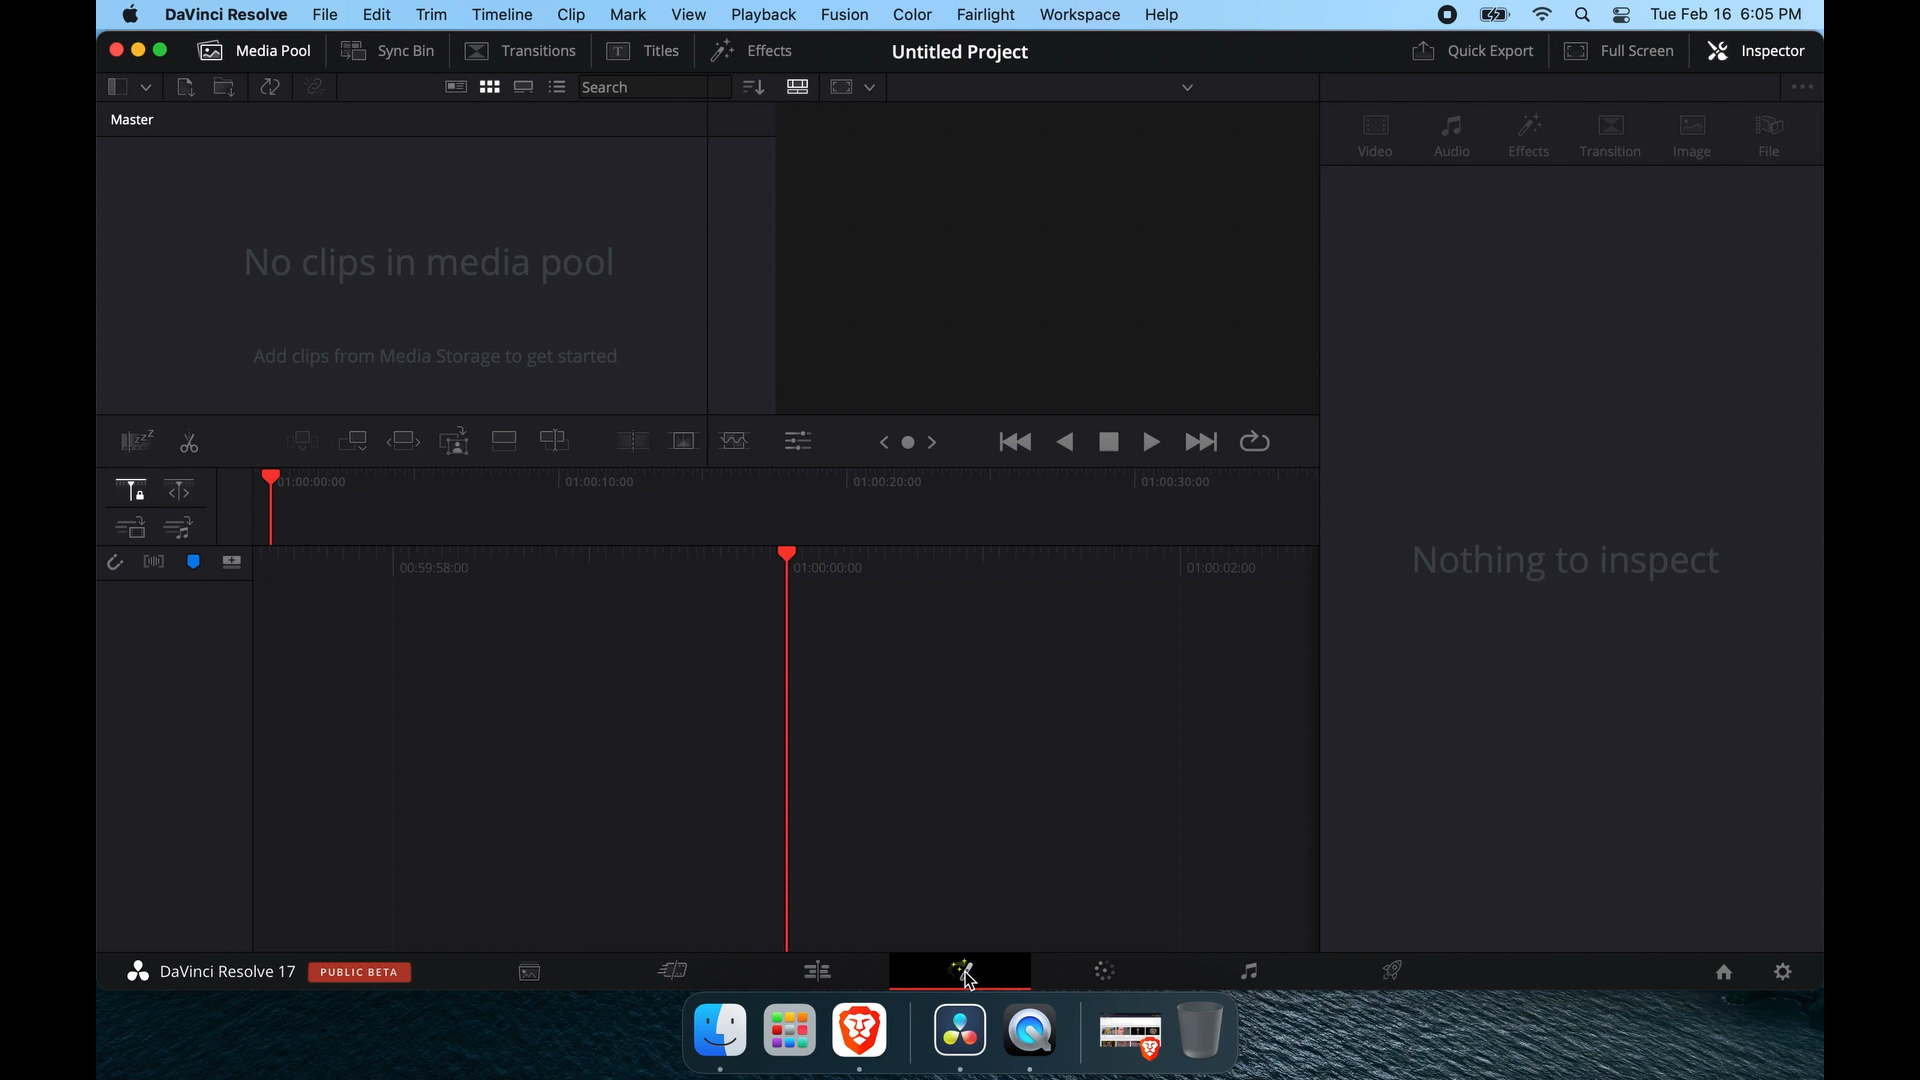 DaVinci Resolve File Edit Trim Timeline Clip Mark View Playback Fusion Color Fairlight Workspace Help Tue Feb 16 6:05 PM
Media Pool Sync Bin Transitions Titles Effects Untitled Project Quick Export Full Screen Inspector
Search
Master
Video Audio Effects Transition Image File
No clips in media pool
Add clips from Media Storage to get started
01:00:00:00 01:00:10:00 01:00:20:00 01:00:30:00
00:59:58:00 01:00:00:00 01:00:02:00
Nothing to inspect
DaVinci Resolve 17 PUBLIC BETA